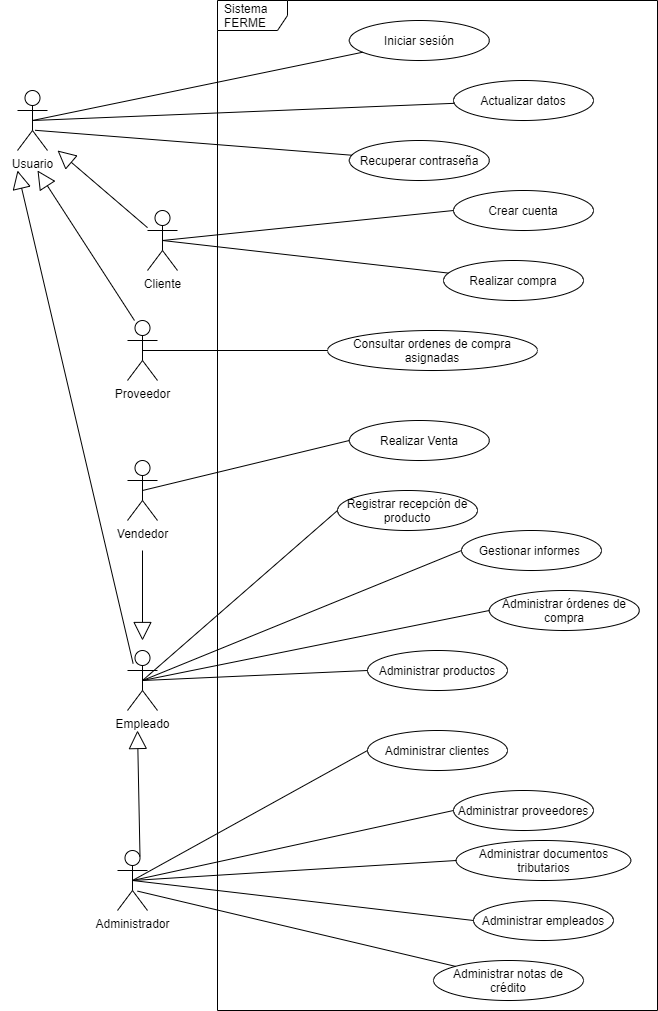 Sistema
FERME
Iniciar sesión
Actualizar datos
Usuario
Recuperar contraseña
Crear cuenta
Cliente
Realizar compra
Consultar ordenes de compra
asignadas
Proveedor
Realizar Venta
Vendedor
Registrar recepción de
producto
Gestionar informes
Administrar órdenes de
compra
Administrar productos
Empleado
Administrar clientes
Administrar proveedores
Administrar documentos
tributarios
Administrador
Administrar empleados
Administrar notas de
crédito